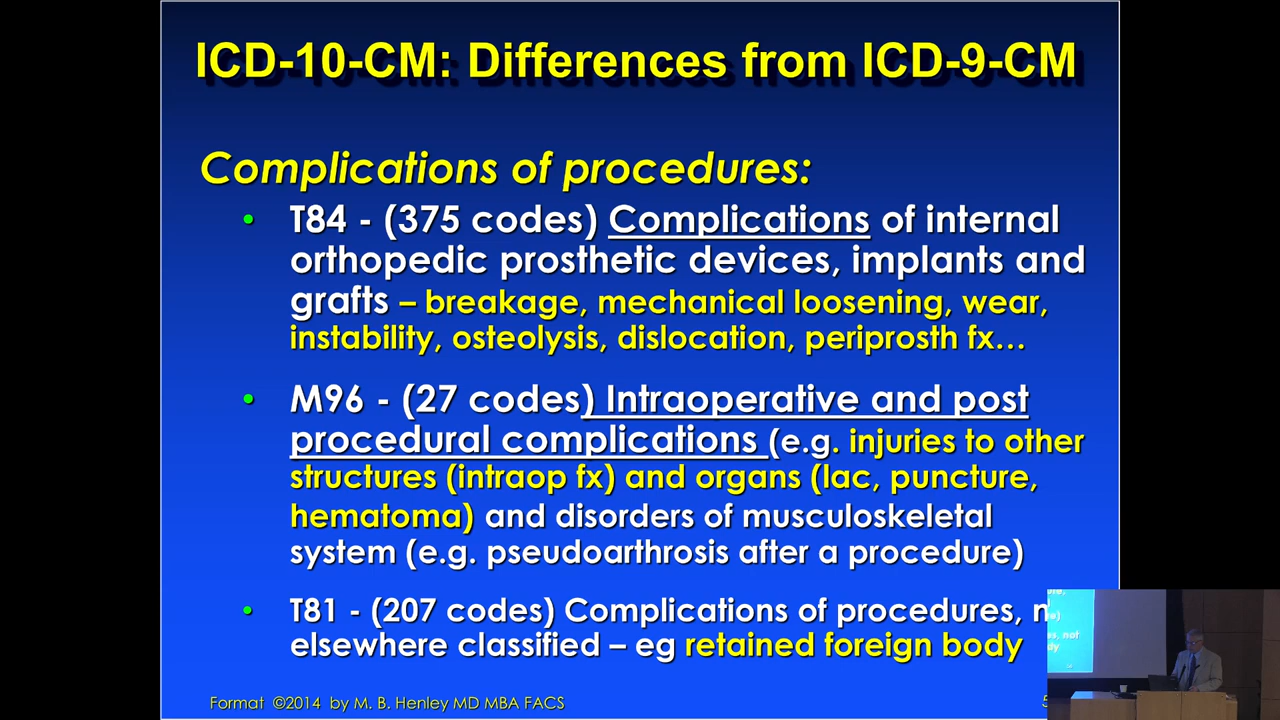 ICD-10-CM: Differences from ICD-9-CM
Complications of procedures:
• T84 - (375 codes) Complications of internal
orthopedic prosthetic devices, implants and
grafts – breakage, mechanical loosening, wear,
instability, osteolysis, dislocation, periprosth fx…
• M96 - (27 codes) Intraoperative and post
procedural complications (e.g. injuries to other
structures (intraop fx) and organs (lac, puncture,
hematoma) and disorders of musculoskeletal
system (e.g. pseudoarthrosis after a procedure)
• T81 - (207 codes) Complications of procedures, n
elsewhere classified – eg retained foreign body
Format ©2014 by M. B. Henley MD MBA FACS